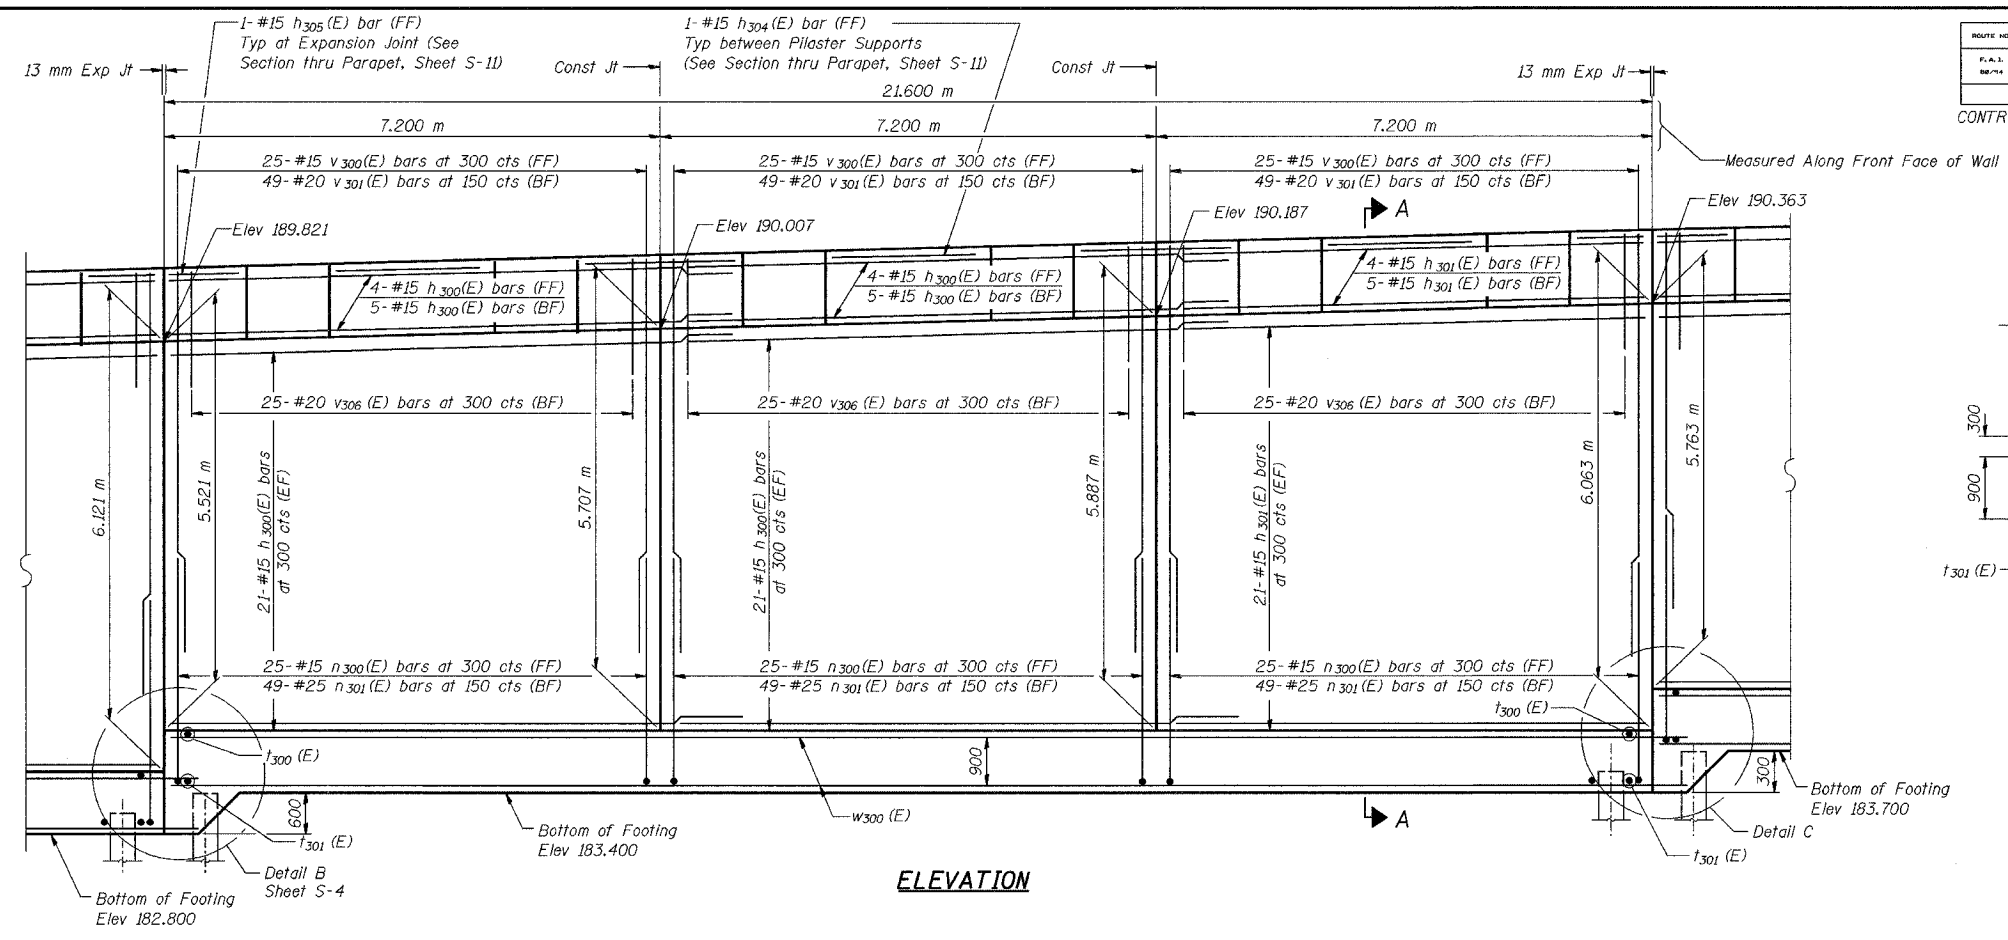 1- #15 h305(E) bar (FF)
Typ at Expansion Joint (See
Section thru Parapet, Sheet S-11)
1- #15 h304(E) bar (FF)
Typ between Pilaster Supports
(See Section thru Parapet, Sheet S-11)
ROUTE NO
F.A.I.
80/94
CONTR
13 mm Exp Jt
Const Jt
Const Jt
13 mm Exp Jt
21.600 m
7.200 m
7.200 m
7.200 m
Measured Along Front Face of Wall
25- #15 v300(E) bars at 300 cts (FF)
49- #20 v301(E) bars at 150 cts (BF)
25- #15 v300(E) bars at 300 cts (FF)
49- #20 v301(E) bars at 150 cts (BF)
25- #15 v300(E) bars at 300 cts (FF)
49- #20 v301(E) bars at 150 cts (BF)
A
Elev 189.821
Elev 190.007
Elev 190.187
Elev 190.363
4- #15 h300(E) bars (FF)
5- #15 h300(E) bars (BF)
4- #15 h300(E) bars (FF)
5- #15 h300(E) bars (BF)
4- #15 h301(E) bars (FF)
5- #15 h301(E) bars (BF)
25- #20 v306(E) bars at 300 cts (BF)
25- #20 v306(E) bars at 300 cts (BF)
25- #20 v306(E) bars at 300 cts (BF)
6.121 m
5.521 m
21- #15 h300(E) bars
at 300 cts (EF)
5.707 m
21- #15 h300(E) bars
at 300 cts (EF)
5.887 m
21- #15 h301(E) bars
at 300 cts (EF)
6.063 m
5.763 m
300
900
t301(E)
25- #15 n300(E) bars at 300 cts (FF)
49- #25 n301(E) bars at 150 cts (BF)
25- #15 n300(E) bars at 300 cts (FF)
49- #25 n301(E) bars at 150 cts (BF)
25- #15 n300(E) bars at 300 cts (FF)
49- #25 n301(E) bars at 150 cts (BF)
t300(E)
t300(E)
900
300
600
w300(E)
Bottom of Footing
Elev 183.400
Bottom of Footing
Elev 183.700
A
Detail C
t301(E)
t301(E)
Detail B
Sheet S-4
Bottom of Footing
Elev 182.800
ELEVATION